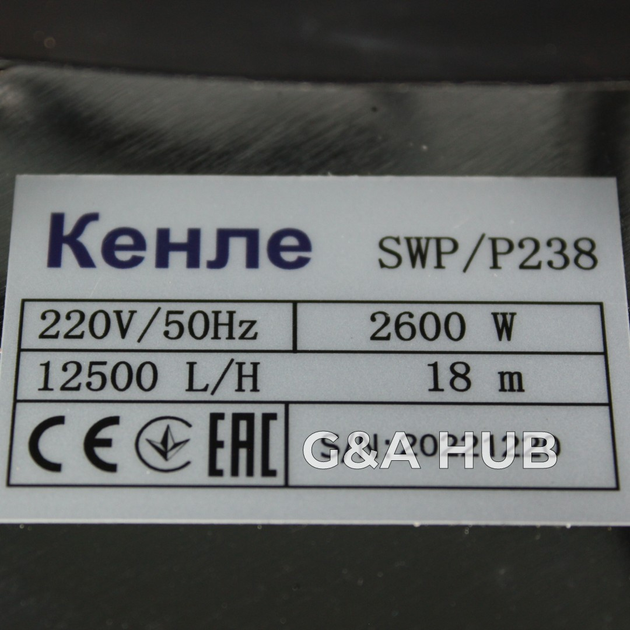 Кенле SWP/P238
220V/50Hz 2600 W
12500 L/H 18 m
CE EAC
G&A HUB